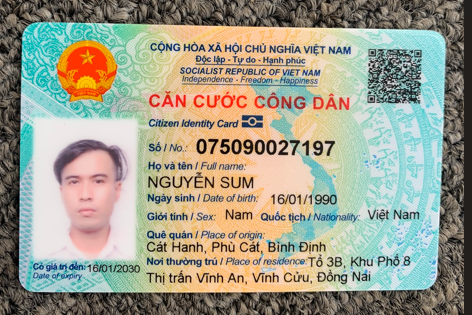 CỘNG HÒA XÃ HỘI CHỦ NGHĨA VIỆT NAM
Độc lập - Tự do - Hạnh phúc
SOCIALIST REPUBLIC OF VIET NAM
Independence - Freedom - Happiness
CĂN CƯỚC CÔNG DÂN
Citizen Identity Card
Số / No.: 075090027197
Họ và tên / Full name:
NGUYỄN SUM
Ngày sinh / Date of birth: 16/01/1990
Giới tính / Sex: Nam Quốc tịch / Nationality: Việt Nam
Quê quán / Place of origin:
Cát Hanh, Phù Cát, Bình Định
Nơi thường trú / Place of residence: Tổ 3B, Khu Phố 8
Thị trấn Vĩnh An, Vĩnh Cửu, Đồng Nai
Có giá trị đến: 16/01/2030
Date of expiry